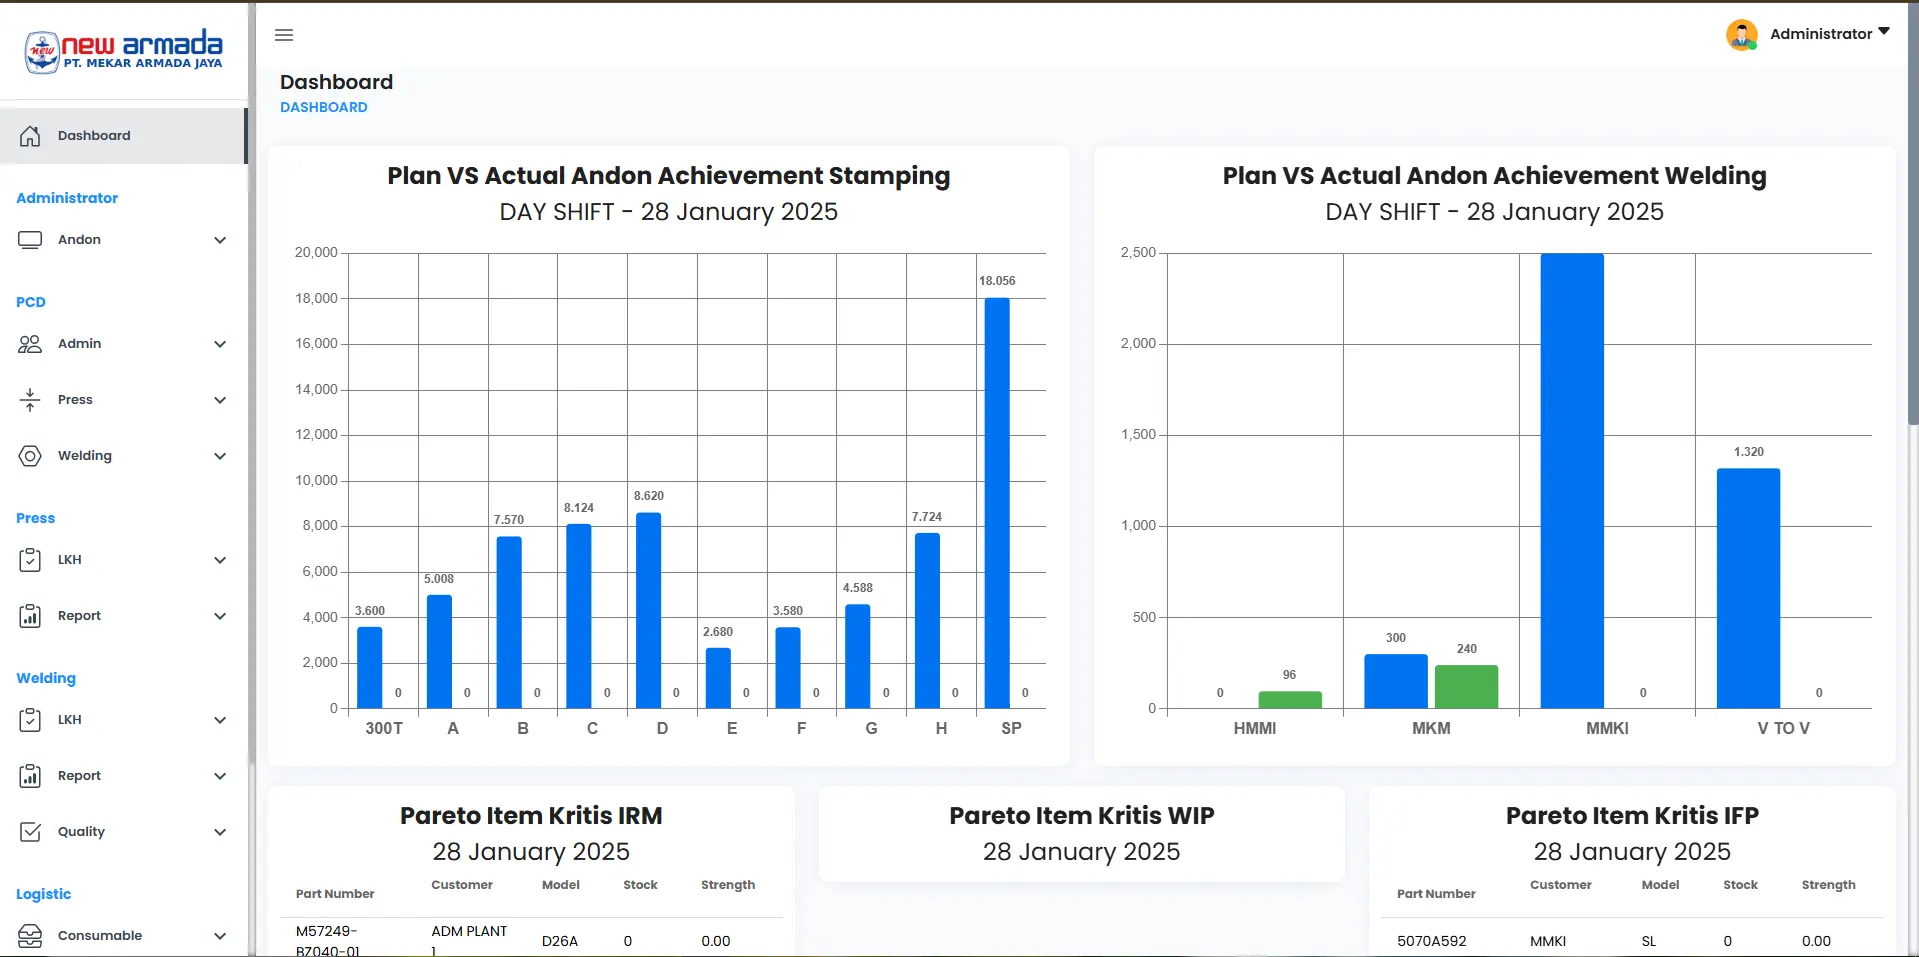 new armada
PT. MEKAR ARMADA JAYA
new
Administrator
Dashboard
DASHBOARD
Dashboard
Administrator
Andon
PCD
Admin
Press
Welding
Press
LKH
Report
Welding
LKH
Report
Quality
Logistic
Consumable
Plan VS Actual Andon Achievement Stamping
DAY SHIFT - 28 January 2025
20,000
18,000
16,000
14,000
12,000
10,000
8,000
6,000
4,000
2,000
0
3.600
0
5.008
0
7.570
0
8.124
0
8.620
0
2.680
0
3.580
0
4.588
0
7.724
0
18.056
0
300T A B C D E F G H SP
Plan VS Actual Andon Achievement Welding
DAY SHIFT - 28 January 2025
2,500
2,000
1,500
1,000
500
0
0
96
300
240
0
1.320
0
HMMI MKM MMKI V TO V
Pareto Item Kritis IRM
28 January 2025
Part Number Customer Model Stock Strength
M57249-BZ040-01 ADM PLANT 1 D26A 0 0.00
Pareto Item Kritis WIP
28 January 2025
Pareto Item Kritis IFP
28 January 2025
Part Number Customer Model Stock Strength
5070A592 MMKI SL 0 0.00